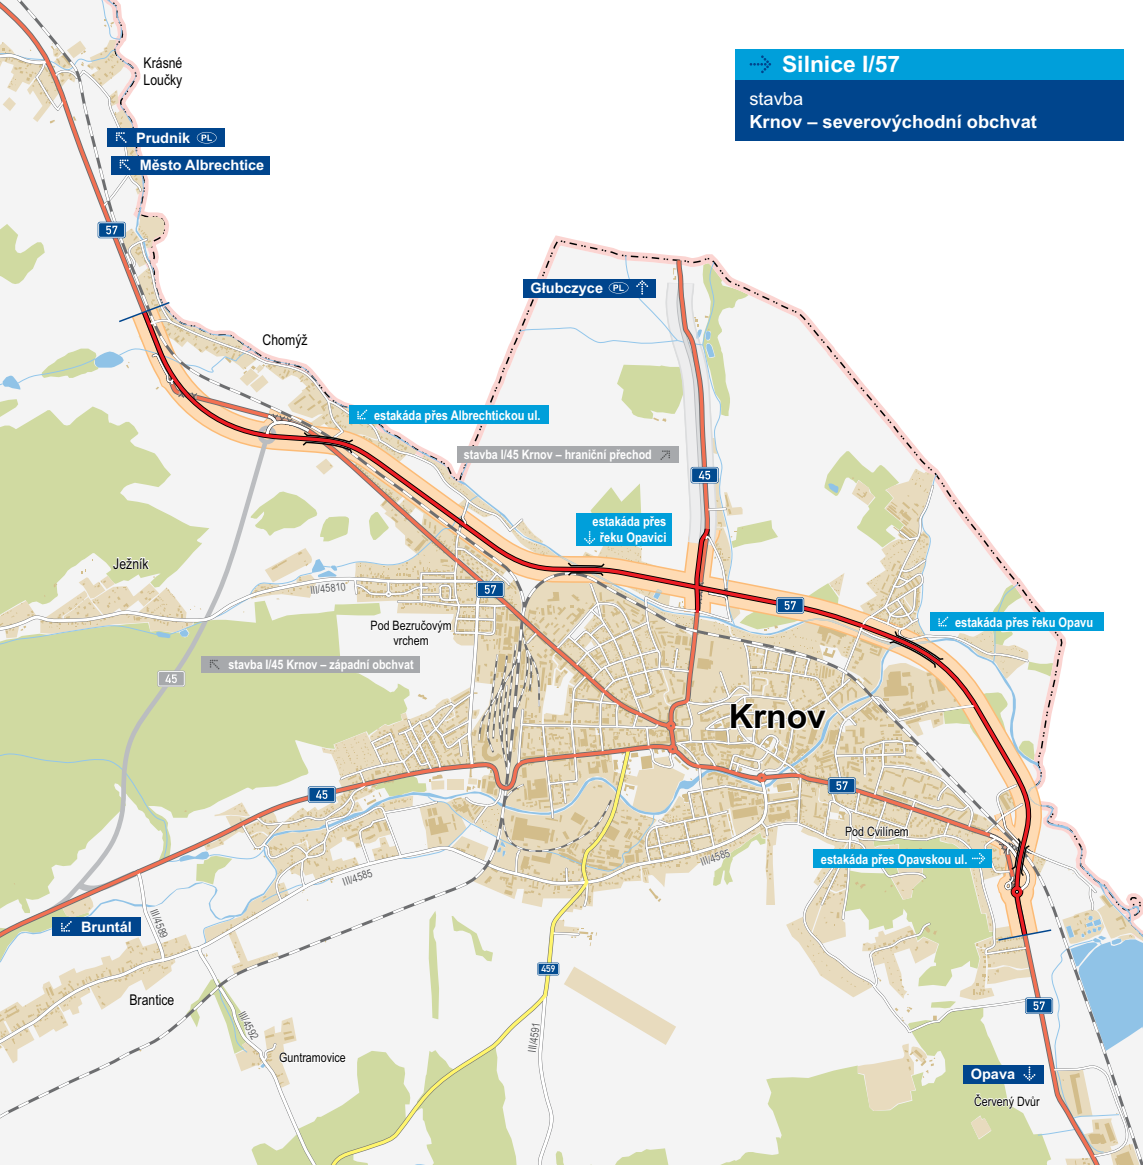 Silnice I/57
stavba
Krnov – severovýchodní obchvat
Krásné
Loučky
Prudnik PL
Město Albrechtice
57
Głubczyce PL
Chomýž
estakáda přes Albrechtickou ul.
stavba I/45 Krnov – hraniční přechod
45
estakáda přes
řeku Opavici
Ježník
III/45810
57
57
Pod Bezručovým
vrchem
estakáda přes řeku Opavu
stavba I/45 Krnov – západní obchvat
45
Krnov
45
57
Pod Cvilínem
estakáda přes Opavskou ul.
III/4585
III/4585
III/4589
Bruntál
459
Brantice
57
III/4592
III/4591
Guntramovice
Opava
Červený Dvůr